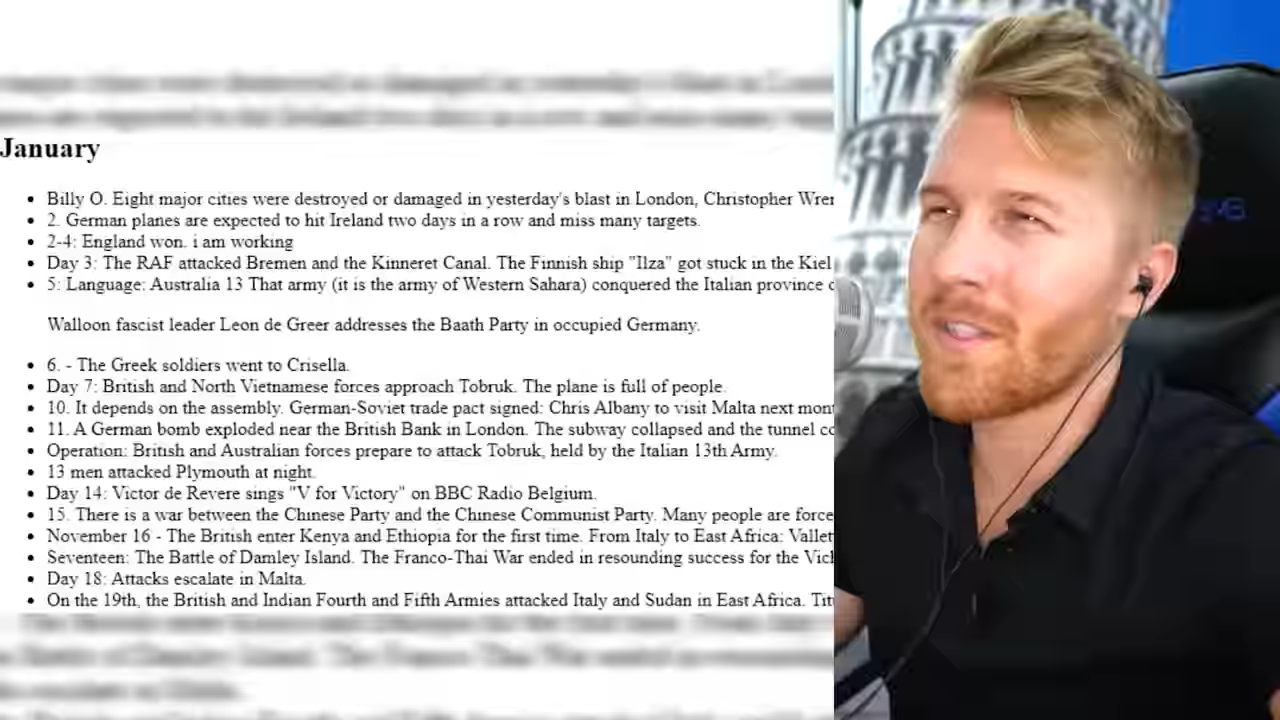 January
Billy O. Eight major cities were destroyed or damaged in yesterday's blast in London, Christopher Wren
2. German planes are expected to hit Ireland two days in a row and miss many targets.
2-4: England won. i am working
Day 3: The RAF attacked Bremen and the Kinneret Canal. The Finnish ship "Ilza" got stuck in the Kiel
5: Language: Australia 13 That army (it is the army of Western Sahara) conquered the Italian province
Walloon fascist leader Leon de Greer addresses the Baath Party in occupied Germany.
6. - The Greek soldiers went to Crisella.
Day 7: British and North Vietnamese forces approach Tobruk. The plane is full of people.
10. It depends on the assembly. German-Soviet trade pact signed: Chris Albany to visit Malta next mon
11. A German bomb exploded near the British Bank in London. The subway collapsed and the tunnel co
Operation: British and Australian forces prepare to attack Tobruk, held by the Italian 13th Army.
13 men attacked Plymouth at night.
Day 14: Victor de Revere sings "V for Victory" on BBC Radio Belgium.
15. There is a war between the Chinese Party and the Chinese Communist Party. Many people are force
November 16 - The British enter Kenya and Ethiopia for the first time. From Italy to East Africa: Vallet
Seventeen: The Battle of Damley Island. The Franco-Thai War ended in resounding success for the Vic
Day 18: Attacks escalate in Malta.
On the 19th, the British and Indian Fourth and Fifth Armies attacked Italy and Sudan in East Africa. Tit